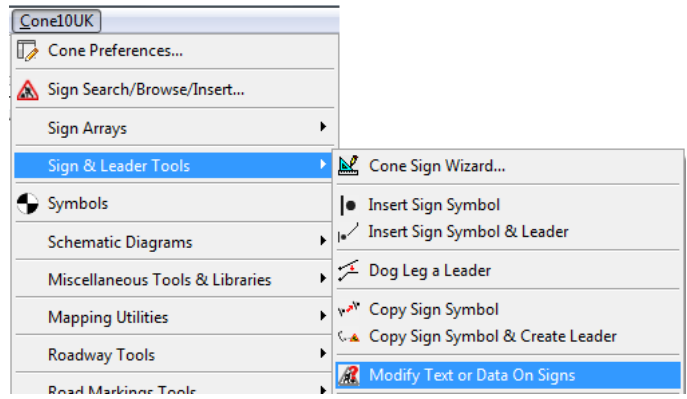 Cone10UK
Cone Preferences...
Sign Search/Browse/Insert...
Sign Arrays
Sign & Leader Tools
Symbols
Schematic Diagrams
Miscellaneous Tools & Libraries
Mapping Utilities
Roadway Tools
Road Markings Tools
Cone Sign Wizard...
Insert Sign Symbol
Insert Sign Symbol & Leader
Dog Leg a Leader
Copy Sign Symbol
Copy Sign Symbol & Create Leader
Modify Text or Data On Signs